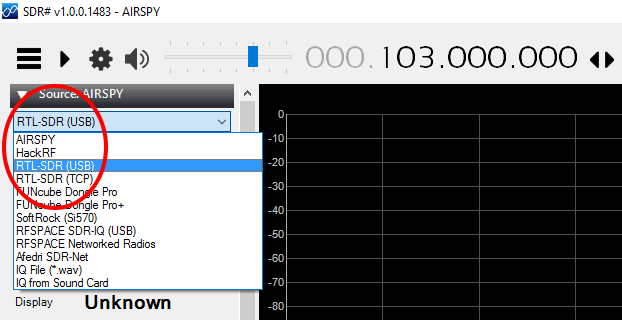 SDR# v1.0.0.1483 - AIRSPY
000.103.000.000
Source: AIRSPY
RTL-SDR (USB)
AIRSPY
HackRF
RTL-SDR (USB)
RTL-SDR (TCP)
FUNcube Dongle Pro
FUNcube Dongle Pro+
SoftRock (Si570)
RFSPACE SDR-IQ (USB)
RFSPACE Networked Radios
Afedri SDR-Net
IQ File (*.wav)
IQ from Sound Card
Display Unknown
0
-10
-20
-30
-40
-50
-60
-70
-80